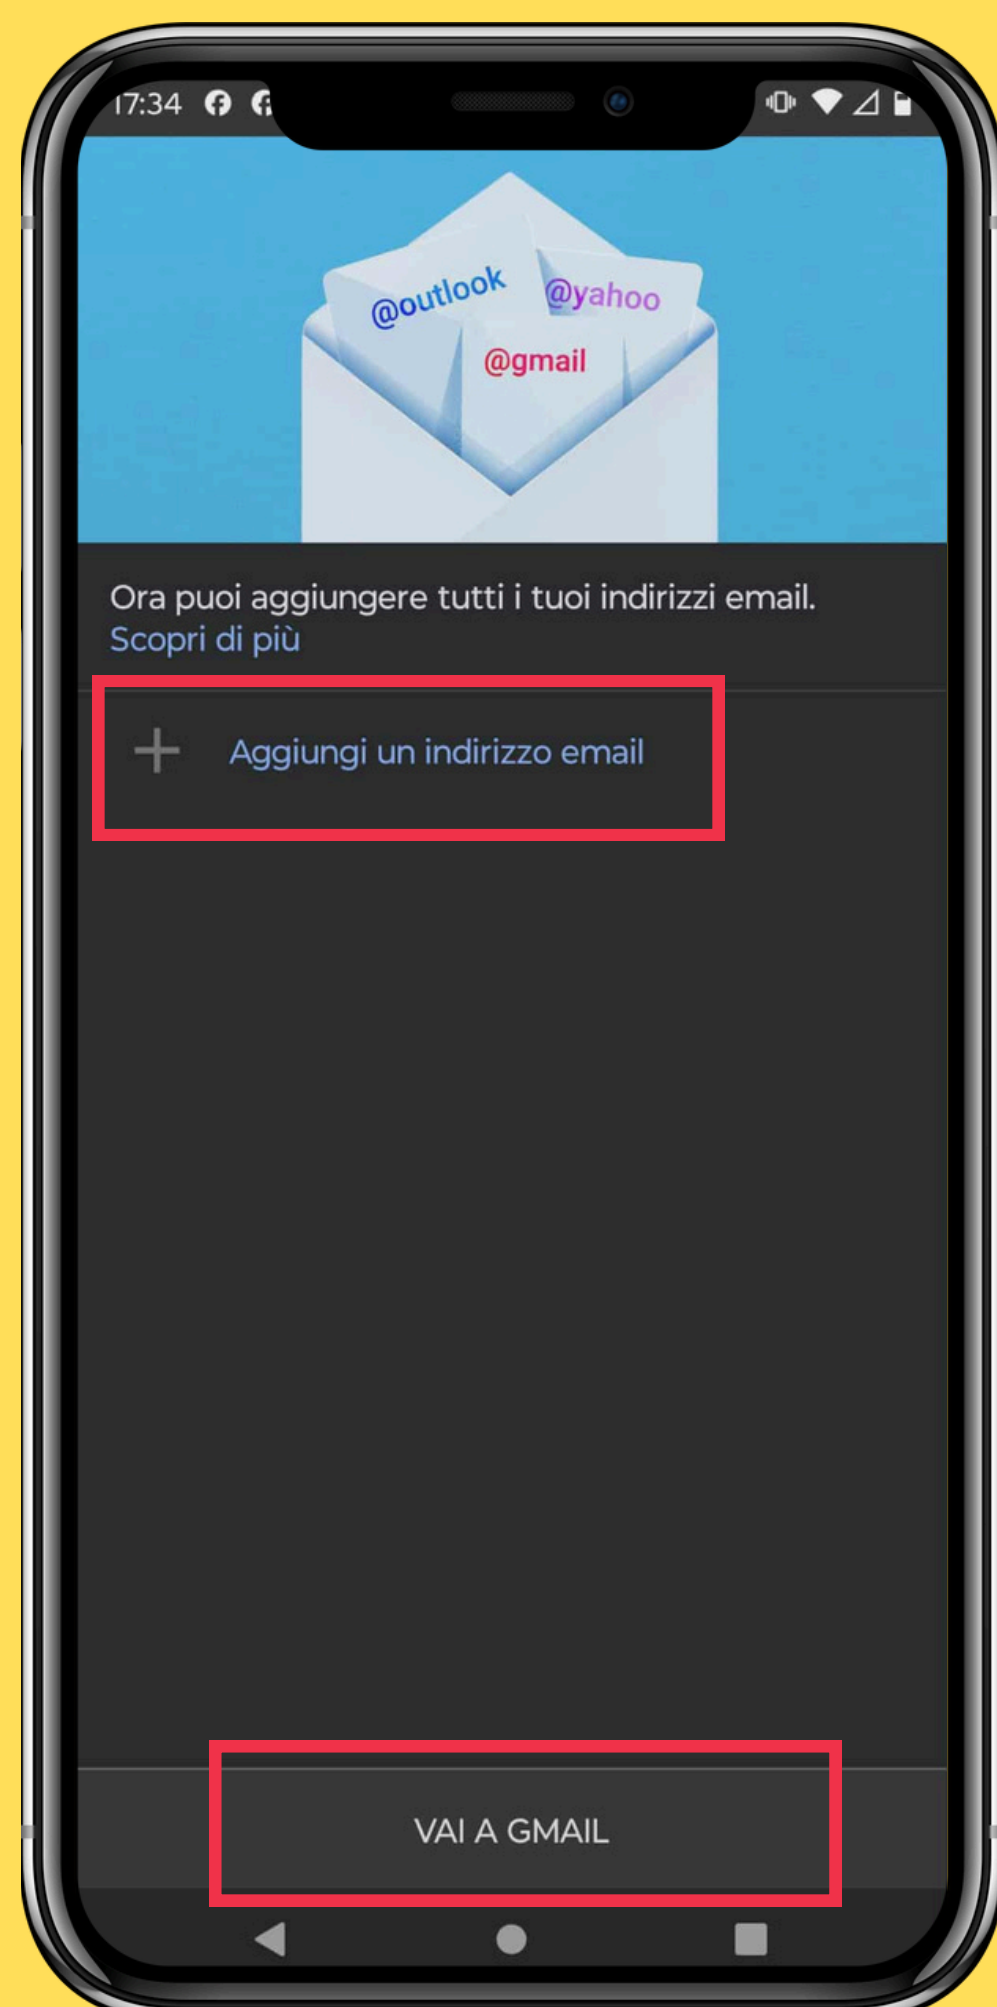 17:34
@outlook
@yahoo
@gmail
Ora puoi aggiungere tutti i tuoi indirizzi email.
Scopri di più
Aggiungi un indirizzo email
VAI A GMAIL